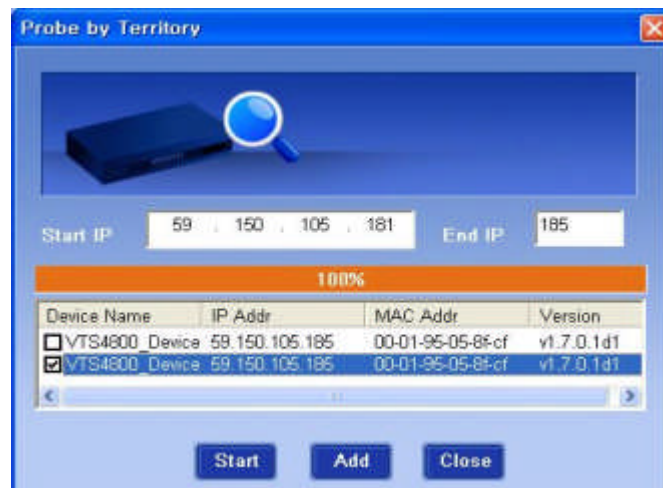 Probe by Territory
Start IP 59 . 150 . 105 . 181 End IP 185
100%
Device Name IP Addr MAC Addr Version
VTS4800_Device 59.150.105.185 00-01-95-05-8f-cf v1.7.0.1d1
VTS4800_Device 59.150.105.185 00-01-95-05-8f-cf v1.7.0.1d1
Start Add Close